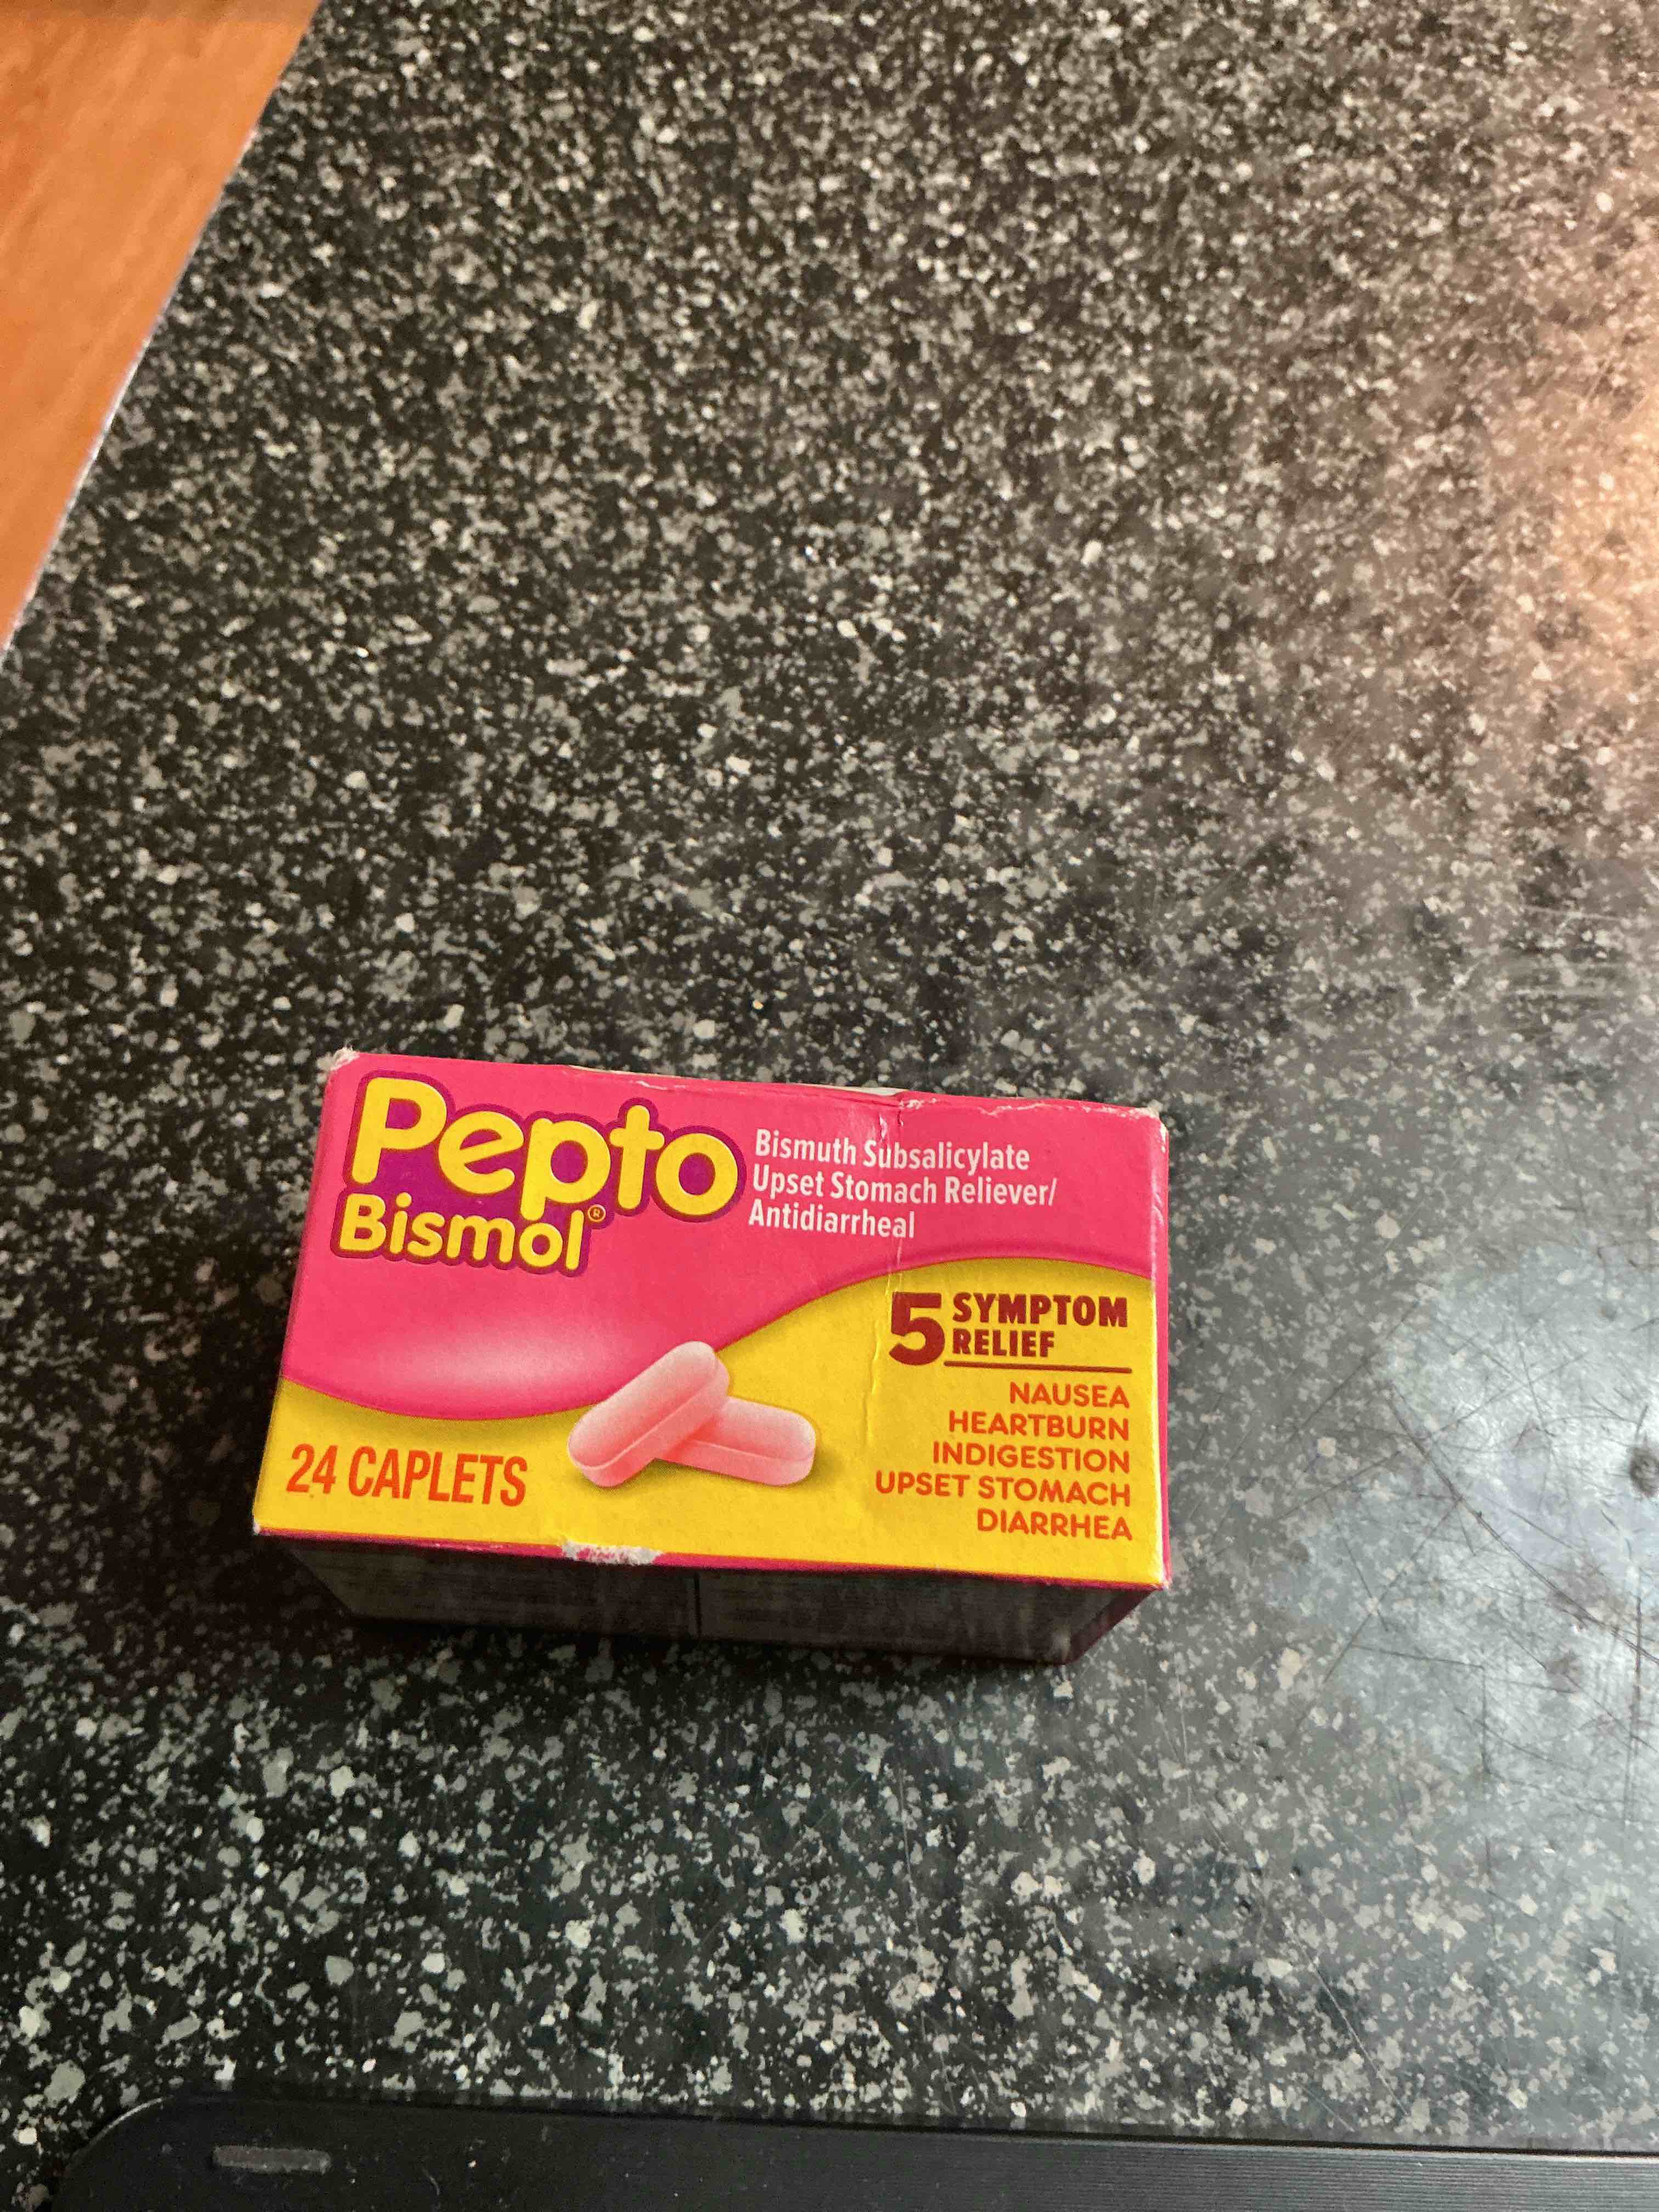 Pepto
Bismol®
Bismuth Subsalicylate
Upset Stomach Reliever/
Antidiarrheal
5 SYMPTOM
RELIEF
NAUSEA
HEARTBURN
INDIGESTION
UPSET STOMACH
DIARRHEA
24 CAPLETS